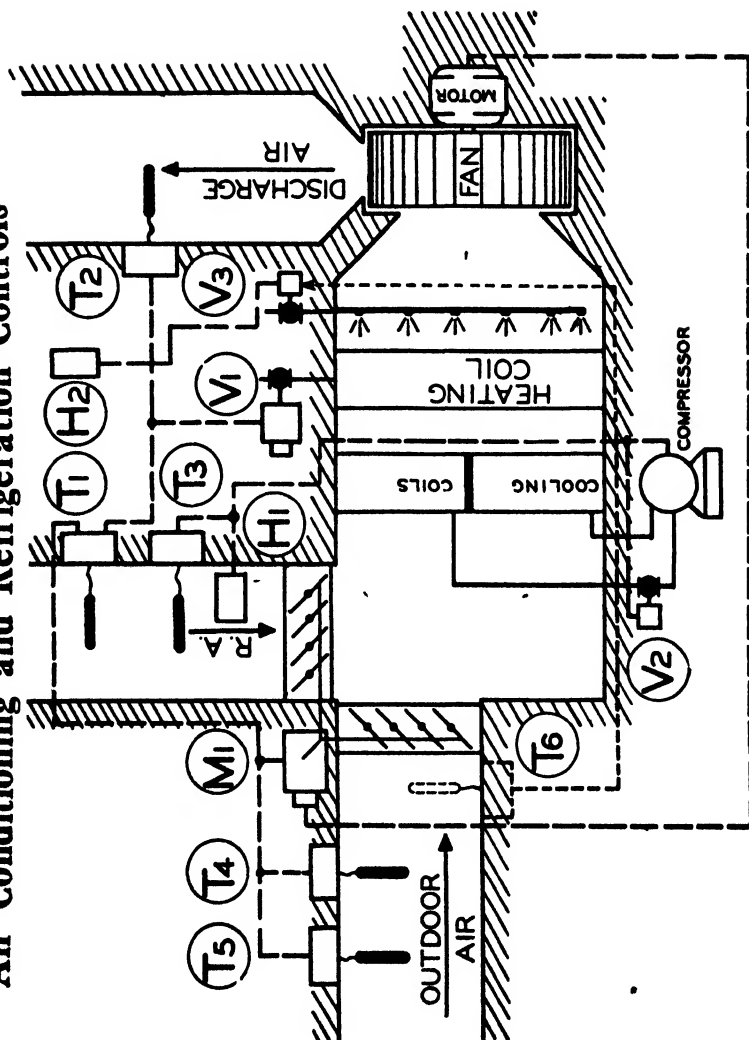 Air Conditioning and Refrigeration Controls
MOTOR
FAN
DISCHARGE
AIR
T2
V3
H2
V1
T1
T3
H1
HEATING
COIL
COMPRESSOR
COOLING
COILS
R.A.
V2
T6
M1
T4
T5
OUTDOOR
AIR